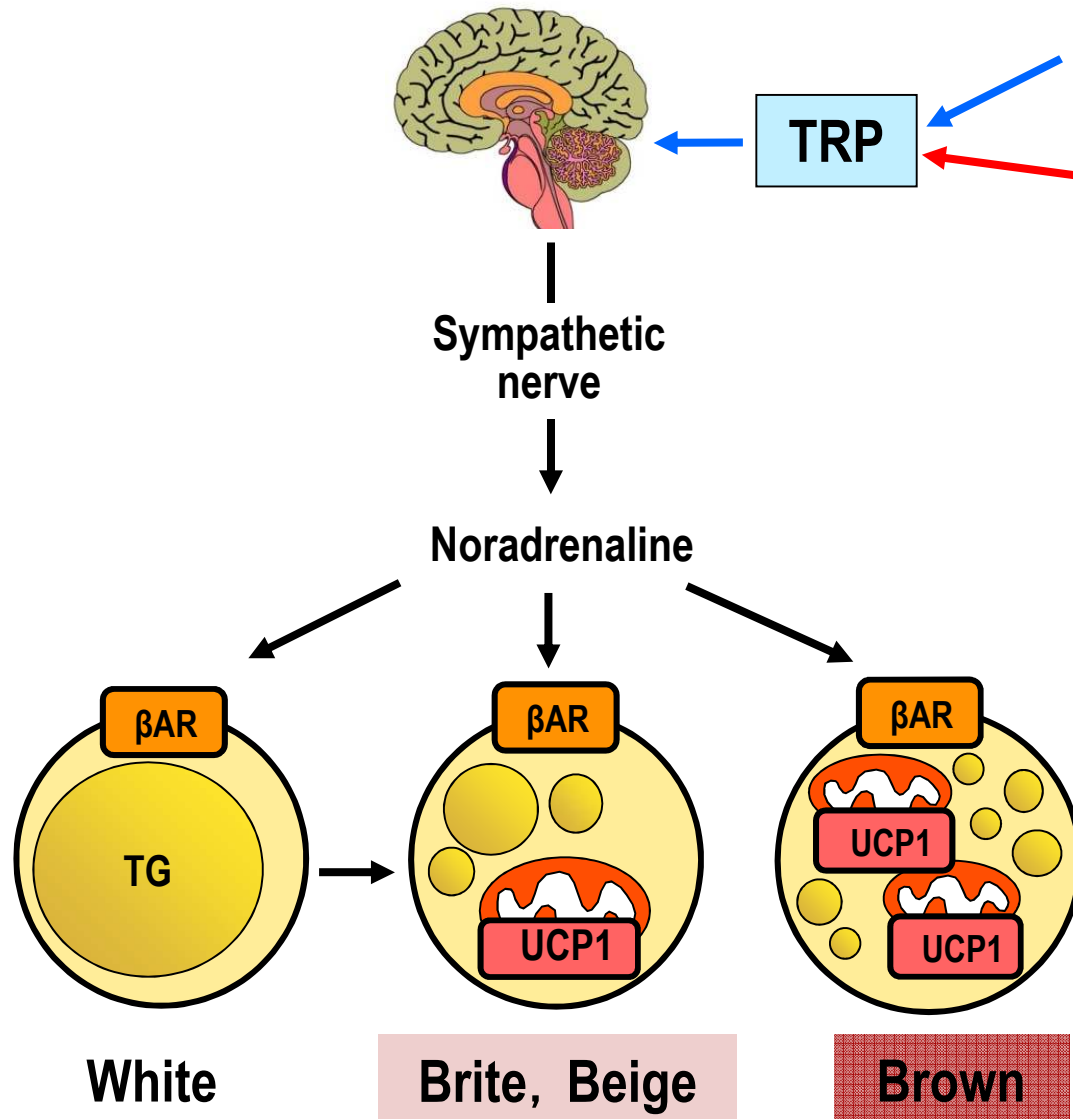 TRP
Sympathetic
nerve
Noradrenaline
βAR
βAR
βAR
TG
UCP1
UCP1
UCP1
White
Brite, Beige
Brown